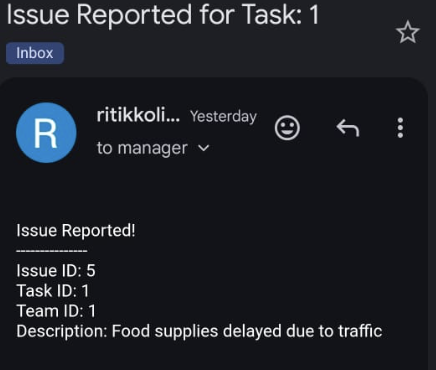 Issue Reported for Task: 1
Inbox
R
ritikkoli... Yesterday
to manager
Issue Reported!
---------------
Issue ID: 5
Task ID: 1
Team ID: 1
Description: Food supplies delayed due to traffic